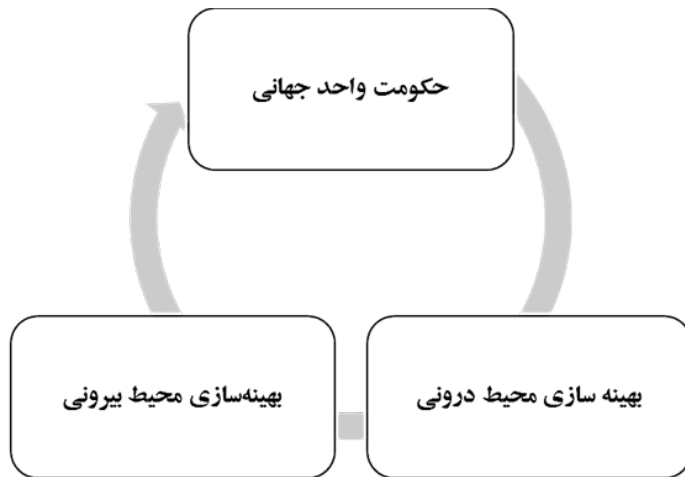 حکومت واحد جهانی
بهینه سازی محیط درونی
بهینه‌سازی محیط بیرونی